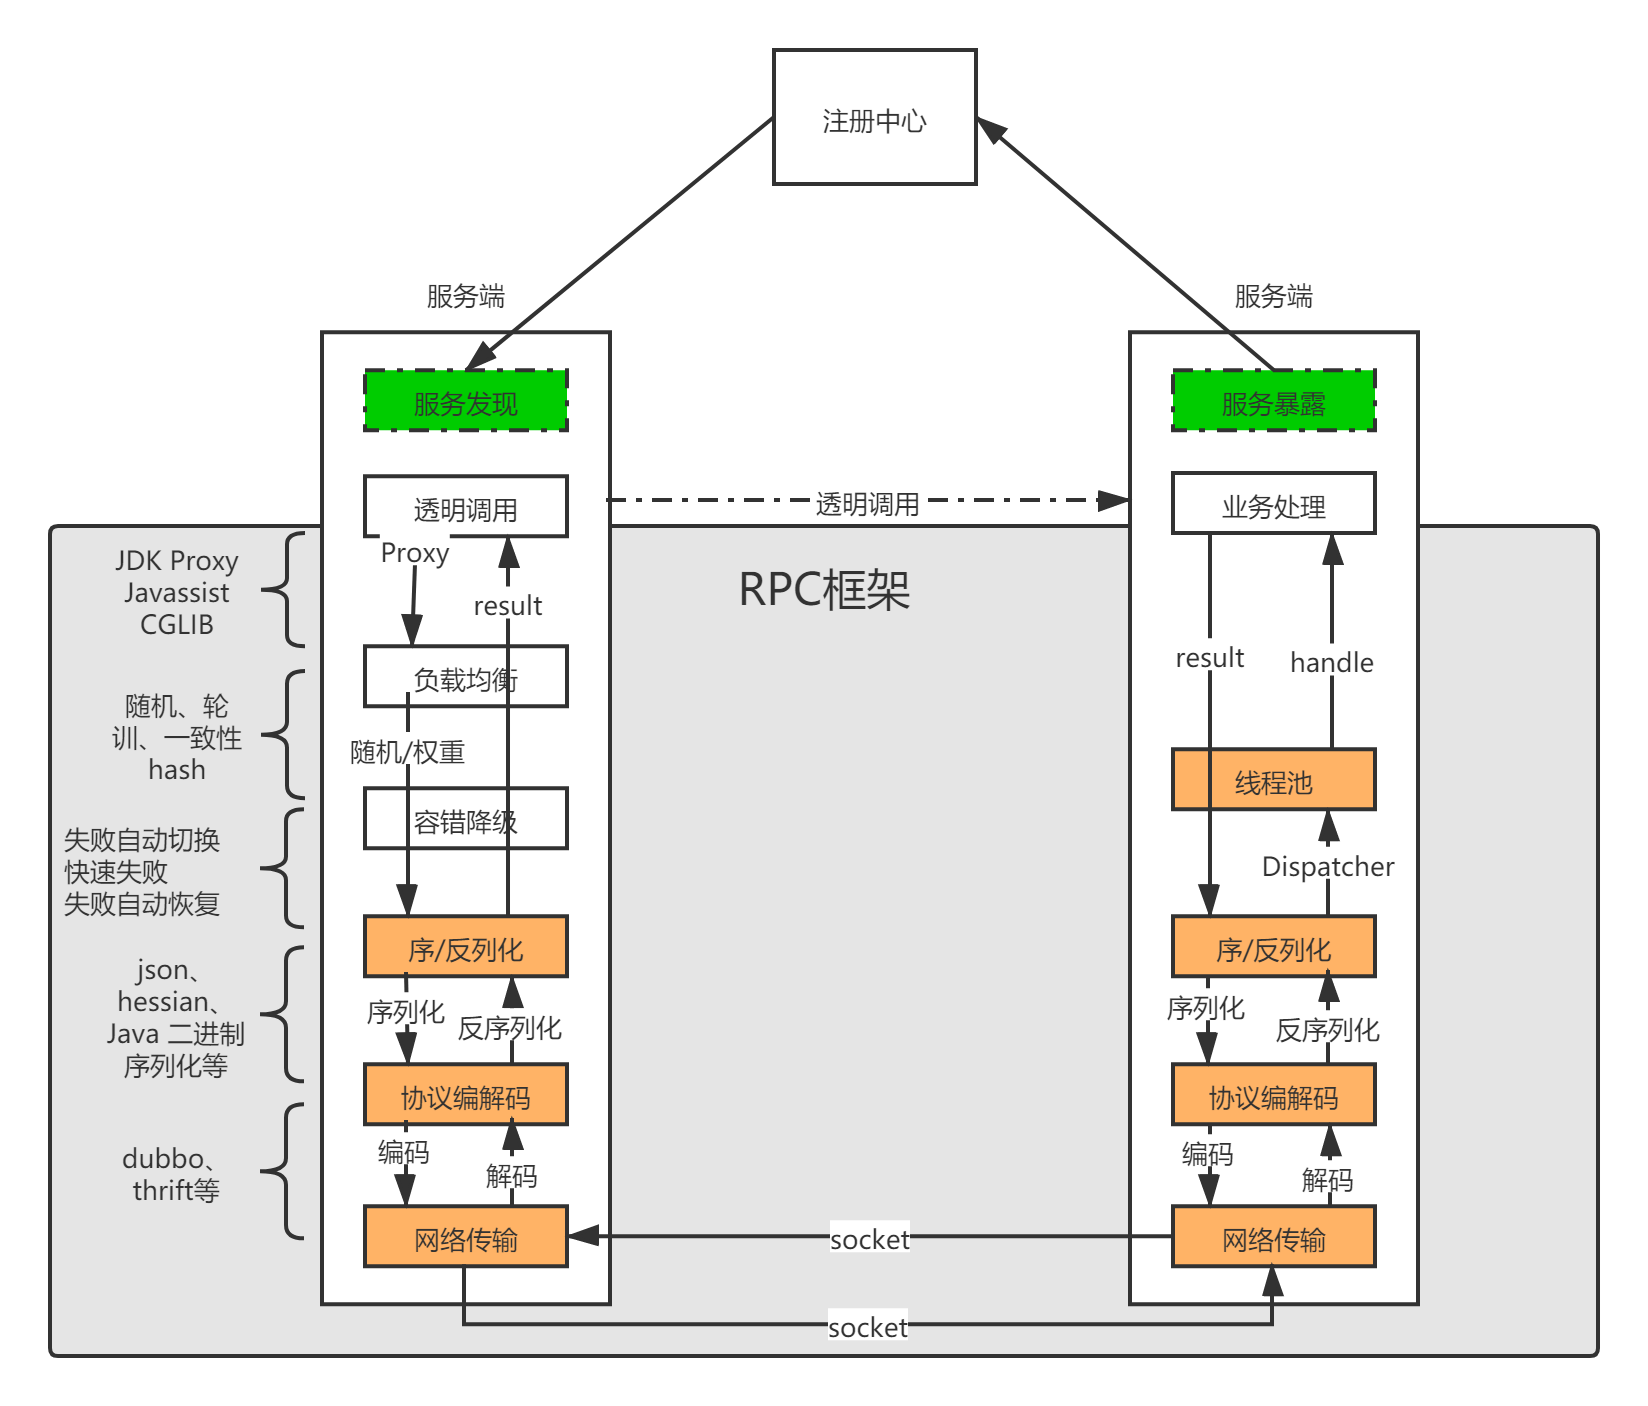 注册中心
服务端
服务端
服务发现
服务暴露
透明调用
透明调用
业务处理
RPC框架
JDK Proxy
Javassist
CGLIB
Proxy
result
result
handle
负载均衡
随机、轮
训、一致性
hash
随机/权重
线程池
容错降级
失败自动切换
快速失败
失败自动恢复
Dispatcher
序/反列化
序/反列化
json、
hessian、
Java 二进制
序列化等
序列化
反序列化
序列化
反序列化
协议编解码
协议编解码
dubbo、
thrift等
编码
解码
编码
解码
网络传输
socket
网络传输
socket